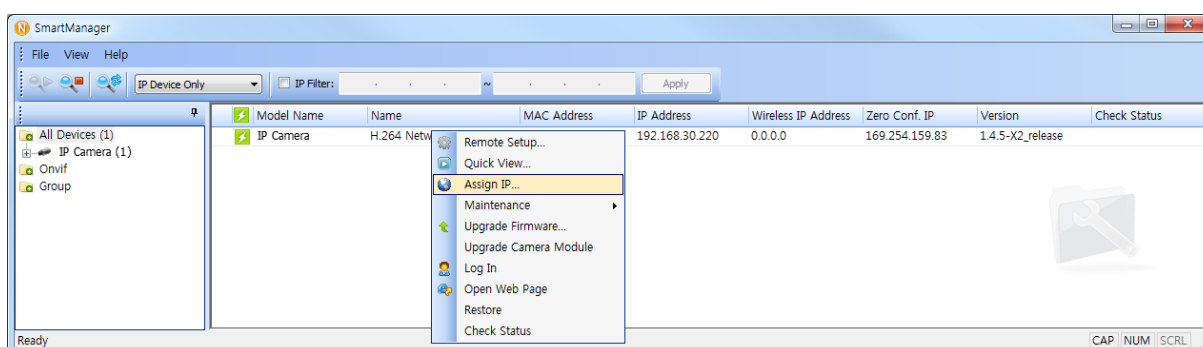 SmartManager
File View Help
IP Device Only IP Filter: . . . ~ . . . Apply
Model Name Name MAC Address IP Address Wireless IP Address Zero Conf. IP Version Check Status
All Devices (1)
IP Camera (1)
Onvif
Group
IP Camera H.264 Netw 192.168.30.220 0.0.0.0 169.254.159.83 1.4.5-X2_release
Remote Setup...
Quick View...
Assign IP...
Maintenance
Upgrade Firmware...
Upgrade Camera Module
Log In
Open Web Page
Restore
Check Status
Ready CAP NUM SCRL